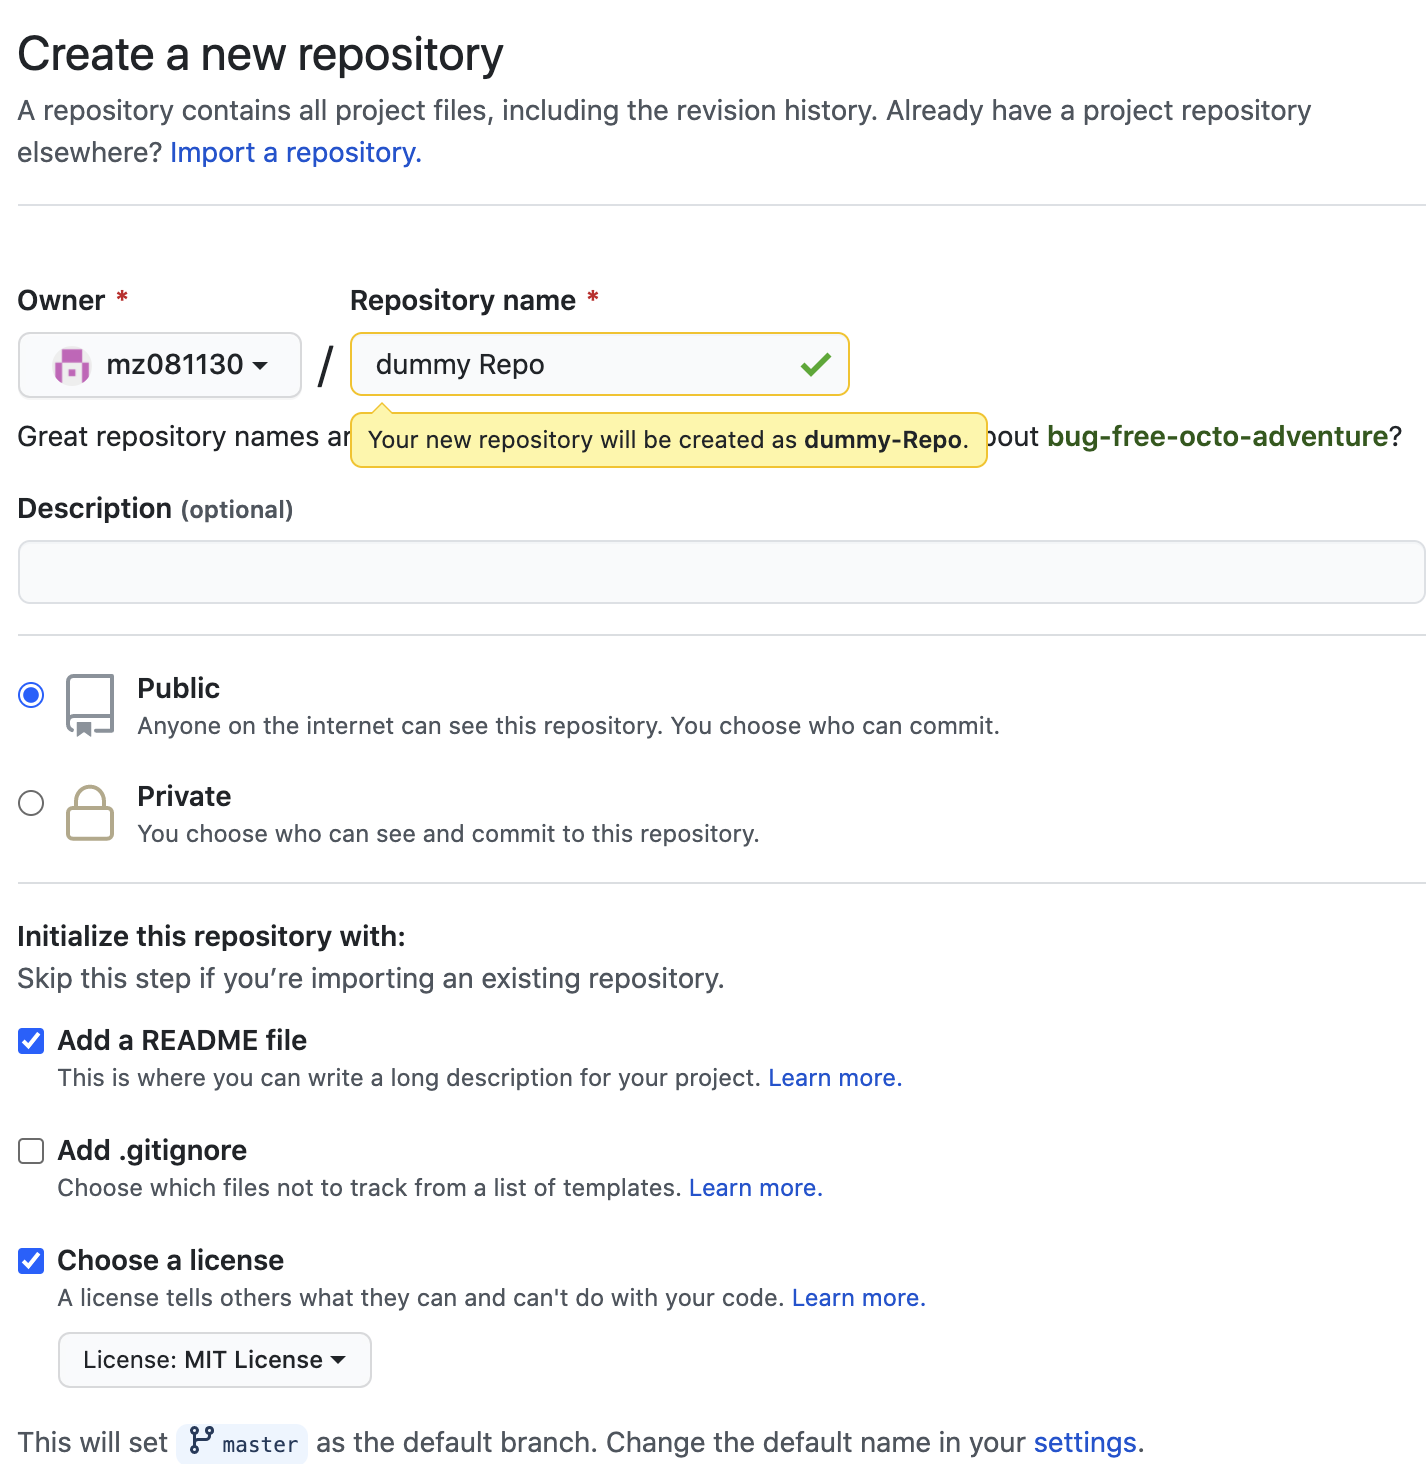 Create a new repository
A repository contains all project files, including the revision history. Already have a project repository
elsewhere? Import a repository.
Owner * Repository name *
mz081130 / dummy Repo
Great repository names
Your new repository will be created as dummy-Repo.
bug-free-octo-adventure?
Description (optional)
Public
Anyone on the internet can see this repository. You choose who can commit.
Private
You choose who can see and commit to this repository.
Initialize this repository with:
Skip this step if you’re importing an existing repository.
Add a README file
This is where you can write a long description for your project. Learn more.
Add .gitignore
Choose which files not to track from a list of templates. Learn more.
Choose a license
A license tells others what they can and can't do with your code. Learn more.
License: MIT License
This will set master as the default branch. Change the default name in your settings.